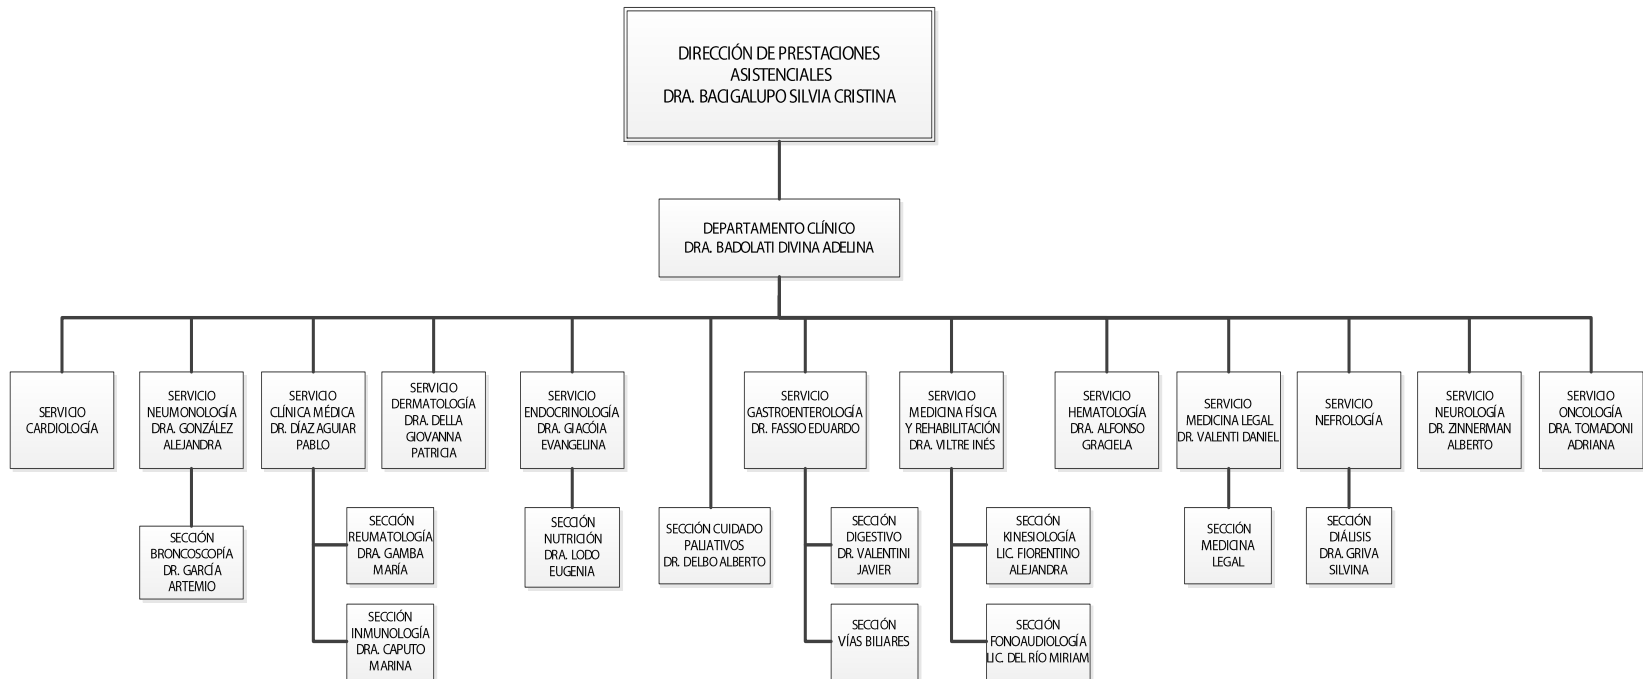 DIRECCIÓN DE PRESTACIONES
ASISTENCIALES
DRA. BACIGALUPO SILVIA CRISTINA
DEPARTAMENTO CLÍNICO
DRA. BADOLATI DIVINA ADELINA
SERVICIO
CARDIOLOGÍA
SERVICIO
NEUMONOLOGÍA
DRA. GONZÁLEZ
ALEJANDRA
SERVICIO
CLÍNICA MÉDICA
DR. DÍAZ AGUIAR
PABLO
SERVICIO
DERMATOLOGÍA
DRA. DELLA
GIOVANNA
PATRICIA
SERVICIO
ENDOCRINOLOGÍA
DRA. GIACÓIA
EVANGELINA
SERVICIO
GASTROENTEROLOGÍA
DR. FASSIO EDUARDO
SERVICIO
MEDICINA FÍSICA
Y REHABILITACIÓN
DRA. VILTRE INÉS
SERVICIO
HEMATOLOGÍA
DRA. ALFONSO
GRACIELA
SERVICIO
MEDICINA LEGAL
DR. VALENTI DANIEL
SERVICIO
NEFROLOGÍA
SERVICIO
NEUROLOGÍA
DR. ZINNERMAN
ALBERTO
SERVICIO
ONCOLOGÍA
DRA. TOMADONI
ADRIANA
SECCIÓN
BRONCOSCOPÍA
DR. GARCÍA
ARTEMIO
SECCIÓN
REUMATOLOGÍA
DRA. GAMBA
MARÍA
SECCIÓN
NUTRICIÓN
DRA. LODO
EUGENIA
SECCIÓN CUIDADO
PALIATIVOS
DR. DELBO ALBERTO
SECCIÓN
DIGESTIVO
DR. VALENTINI
JAVIER
SECCIÓN
KINESIOLOGÍA
LIC. FIORENTINO
ALEJANDRA
SECCIÓN
MEDICINA
LEGAL
SECCIÓN
DIÁLISIS
DRA. GRIVA
SILVINA
SECCIÓN
INMUNOLOGÍA
DRA. CAPUTO
MARINA
SECCIÓN
VÍAS BILIARES
SECCIÓN
FONOAUDIOLOGÍA
LIC. DEL RÍO MIRIAM